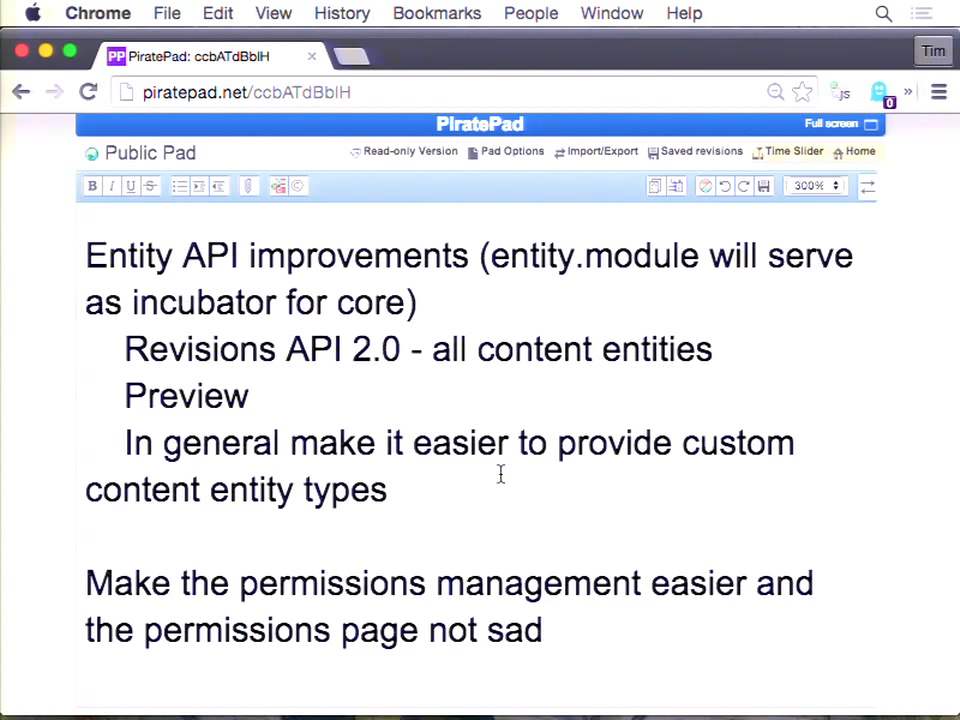 Chrome File Edit View History Bookmarks People Window Help
PP PiratePad: ccbATdBblH × Tim
piratepad.net/ccbATdBblH js 0 »
PiratePad Full screen
Public Pad Read-only Version Pad Options Import/Export Saved revisions Time Slider Home
B I U S 300%
Entity API improvements (entity.module will serve
as incubator for core)
Revisions API 2.0 - all content entities
Preview
In general make it easier to provide custom
content entity types
Make the permissions management easier and
the permissions page not sad